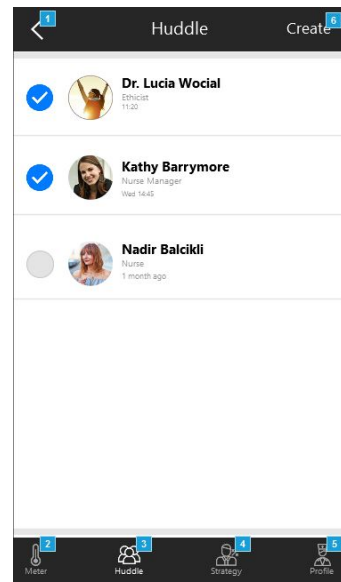 1
Huddle
Create
6
Dr. Lucia Wocial
Ethicist
11:20
Kathy Barrymore
Nurse Manager
Wed 14:45
Nadir Balcikli
Nurse
1 month ago
2
3
4
5
Meter
Huddle
Strategy
Profile